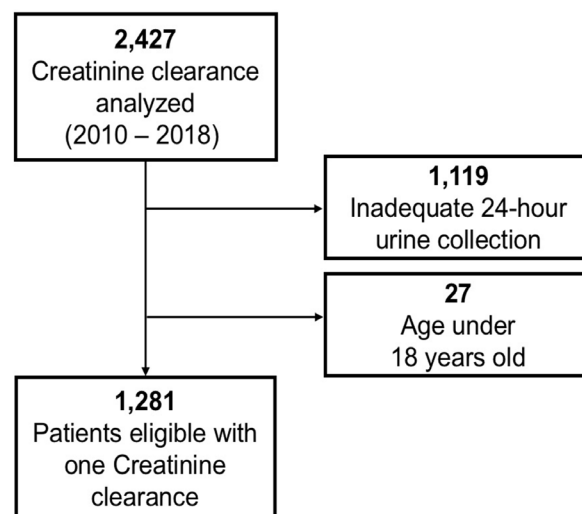 2,427
Creatinine clearance
analyzed
(2010 – 2018)
1,119
Inadequate 24-hour
urine collection
27
Age under
18 years old
1,281
Patients eligible with
one Creatinine
clearance